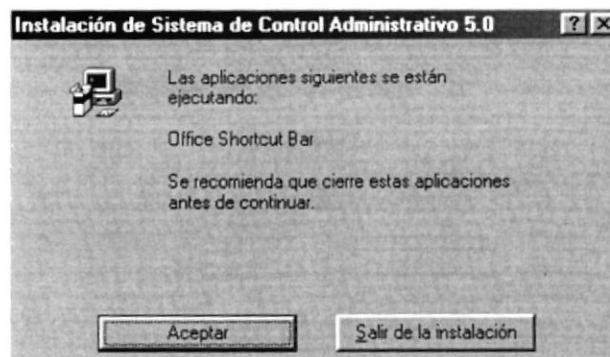 Instalación de Sistema de Control Administrativo 5.0
Las aplicaciones siguientes se están
ejecutando:
Office Shortcut Bar
Se recomienda que cierre estas aplicaciones
antes de continuar.
Aceptar
Salir de la instalación